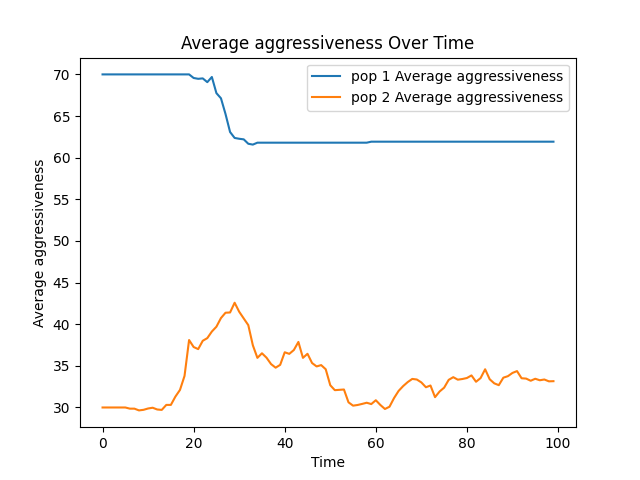 Average aggressiveness Over Time
pop 1 Average aggressiveness
pop 2 Average aggressiveness
Average aggressiveness
70
65
60
55
50
45
40
35
30
0 20 40 60 80 100
Time